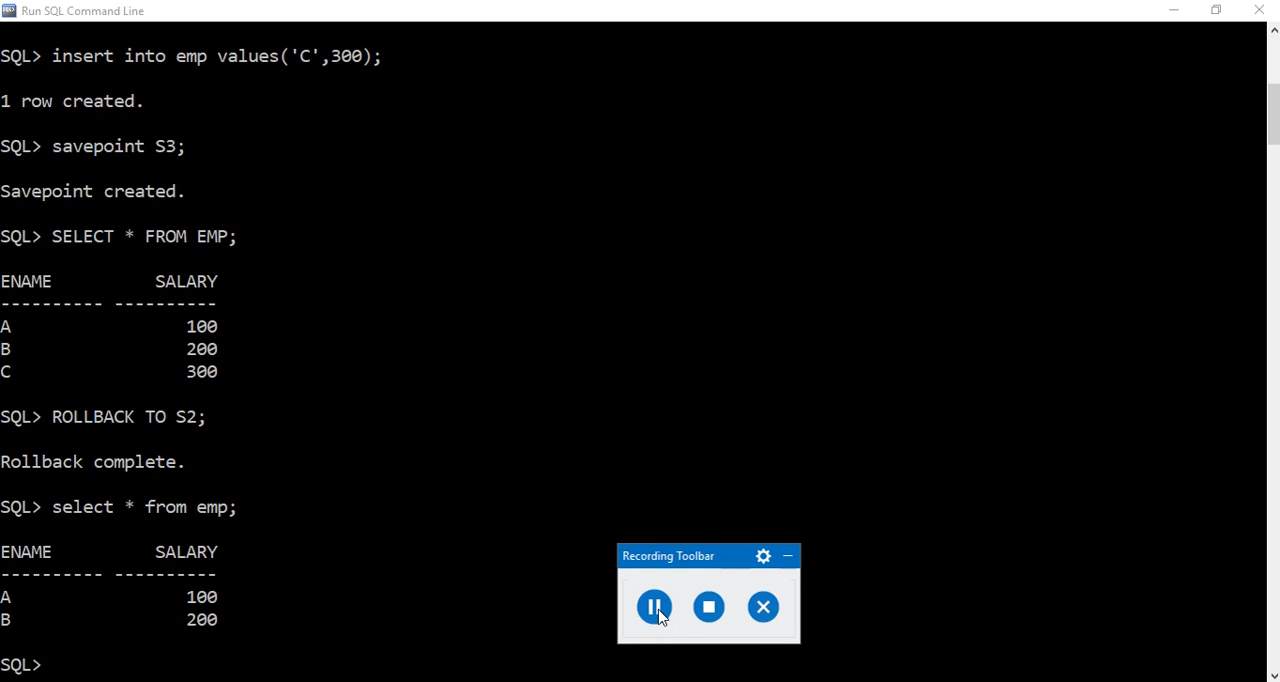 Run SQL Command Line
SQL> insert into emp values('C',300);
1 row created.
SQL> savepoint S3;
Savepoint created.
SQL> SELECT * FROM EMP;
ENAME          SALARY
---------- ----------
A                 100
B                 200
C                 300
SQL> ROLLBACK TO S2;
Rollback complete.
SQL> select * from emp;
ENAME          SALARY
---------- ----------
A                 100
B                 200
SQL>
Recording Toolbar